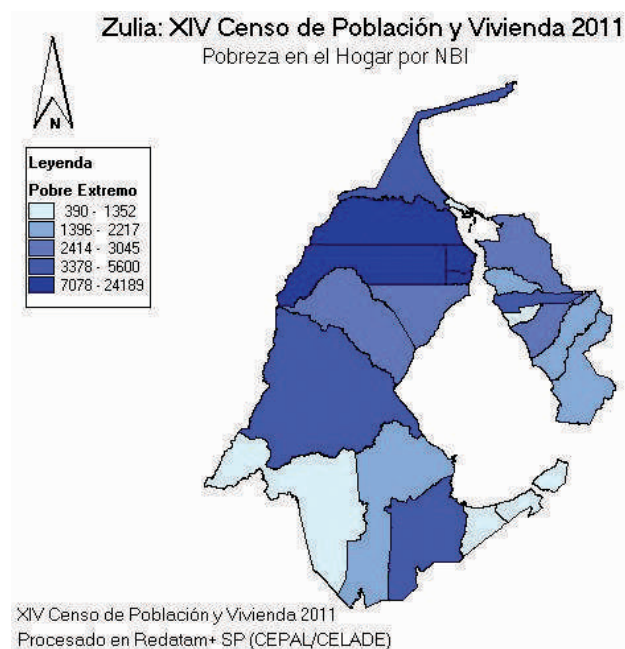 Zulia: XIV Censo de Población y Vivienda 2011
Pobreza en el Hogar por NBI
N
Leyenda
Pobre Extremo
390 - 1352
1396 - 2217
2414 - 3045
3378 - 5600
7078 - 24189
XIV Censo de Población y Vivienda 2011
Procesado en Redatam+ SP (CEPAL/CELADE)